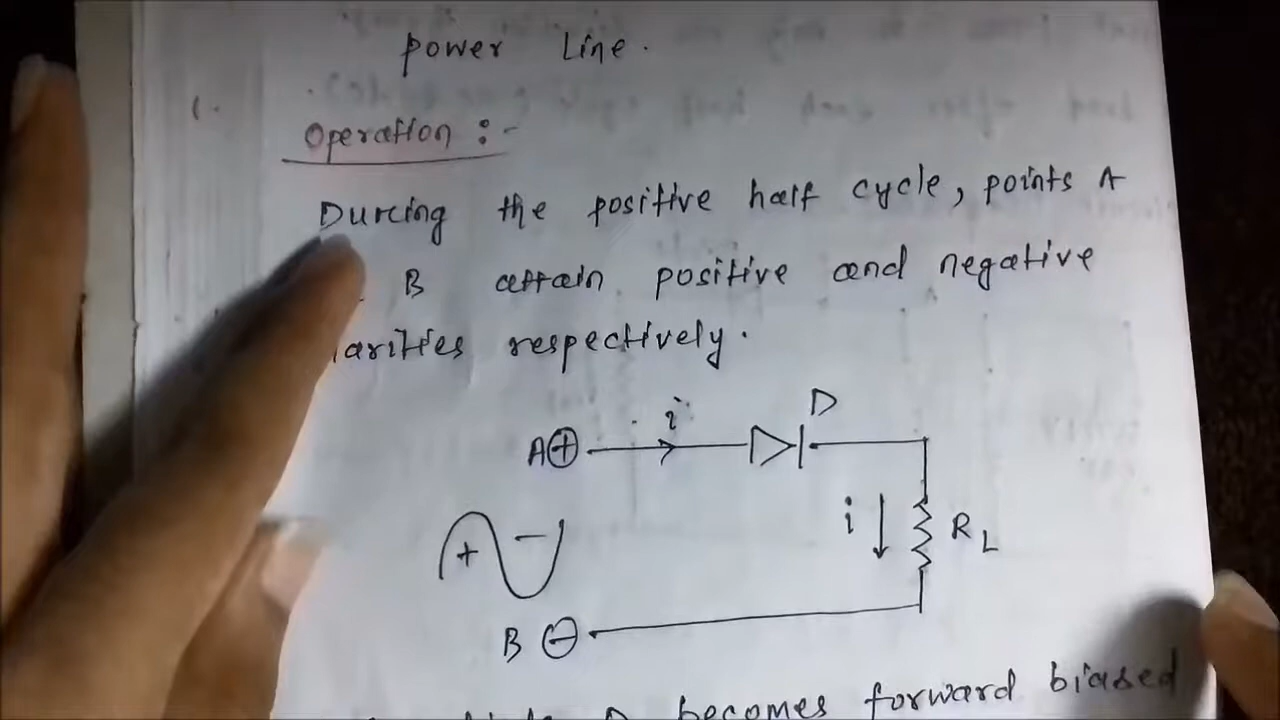 power Line.
Operation :-
During the positive half cycle, points A
B attain positive and negative
larities respectively.
D
i
A +
i
R L
+ −
B −
D becomes forward biased